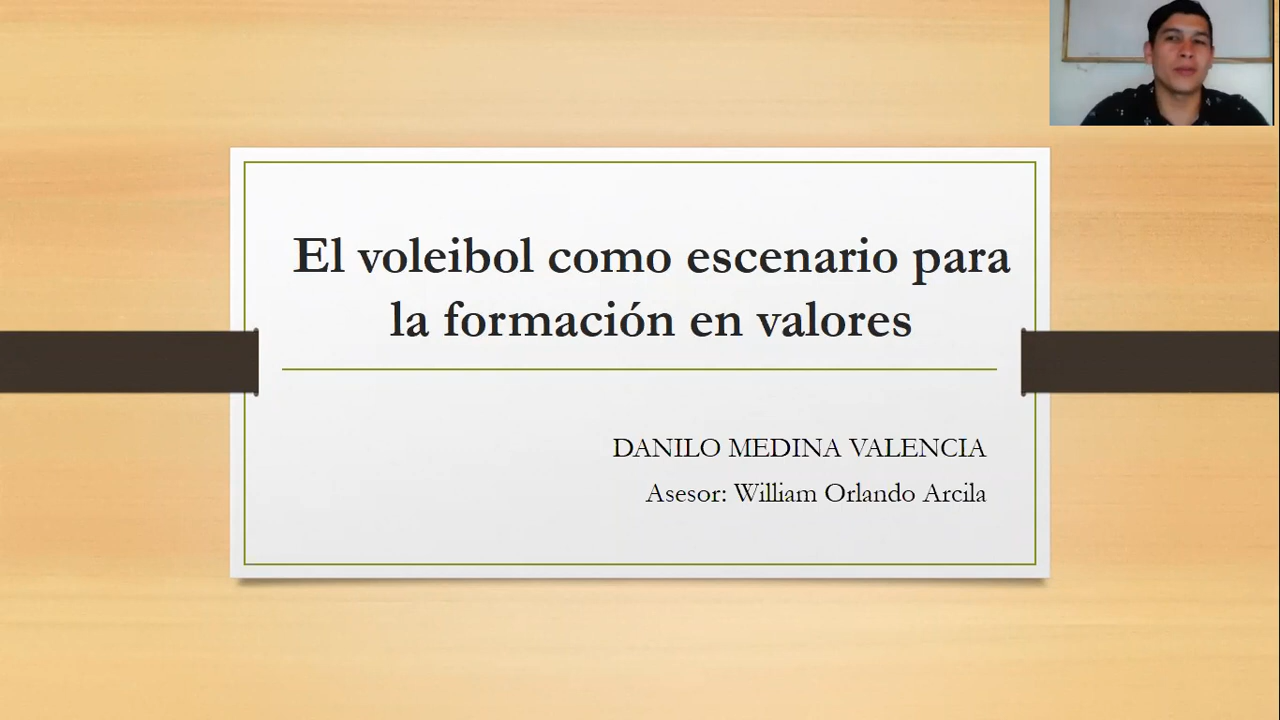 El voleibol como escenario para
la formación en valores
DANILO MEDINA VALENCIA
Asesor: William Orlando Arcila